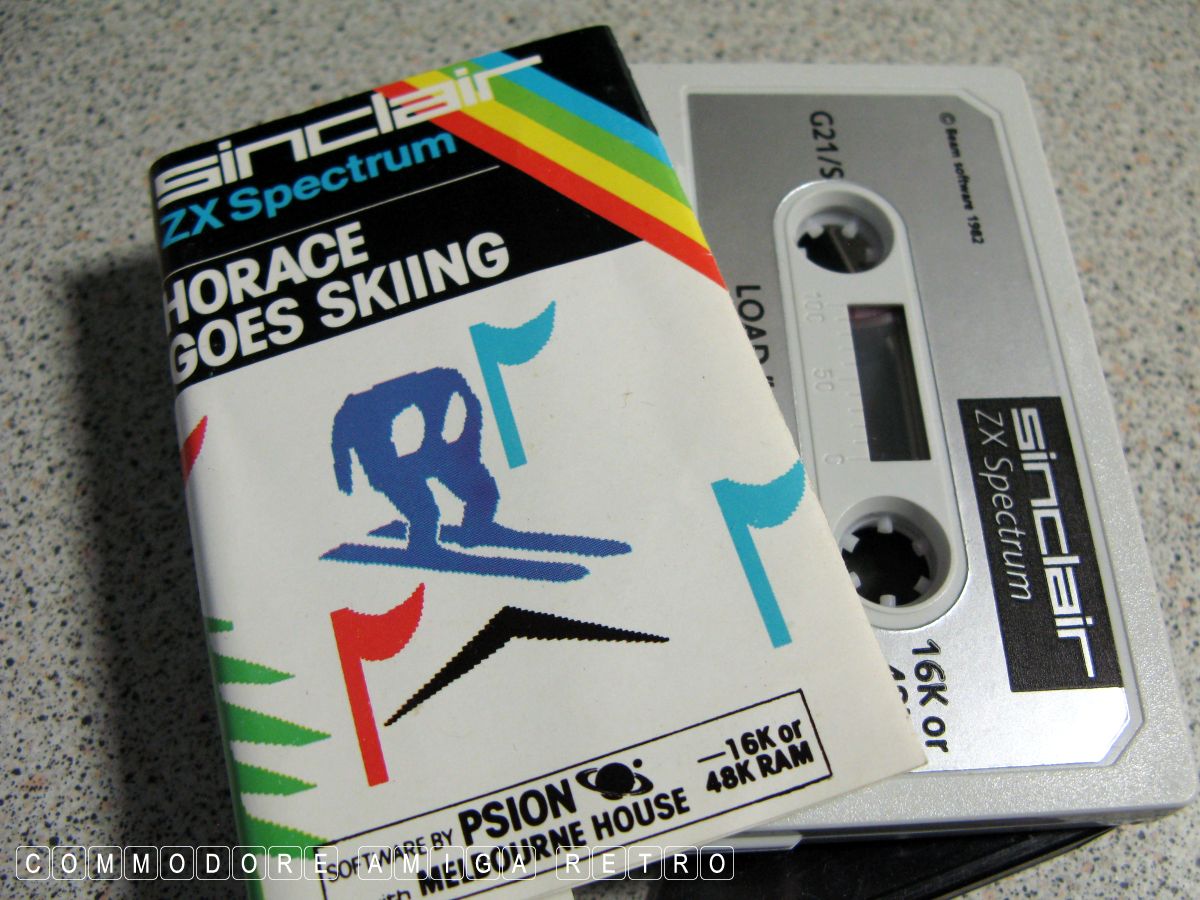 sinclair
ZX Spectrum
HORACE
GOES SKIING
SOFTWARE BY PSION
with MELBOURNE HOUSE
—16K or
48K RAM
© Beam software 1982
G21/S
LOAD "
100
50
0
sinclair
ZX Spectrum
16K or
COMMODORE AMIGA RETRO